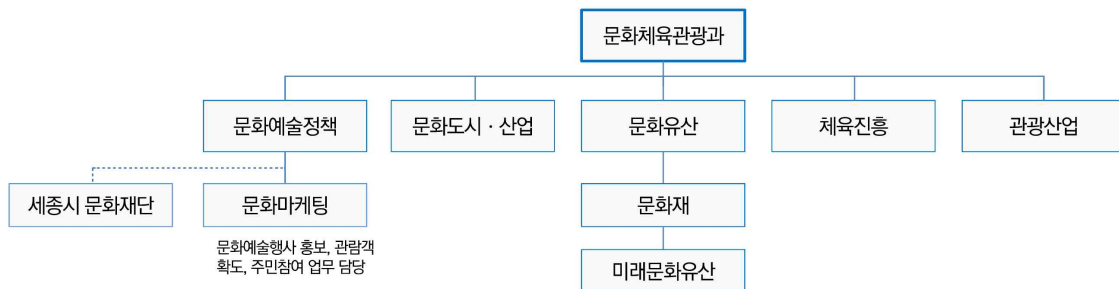 문화체육관광과
문화예술정책
문화도시 · 산업
문화유산
체육진흥
관광산업
세종시 문화재단
문화마케팅
문화재
문화예술행사 홍보, 관람객
확도, 주민참여 업무 담당
미래문화유산